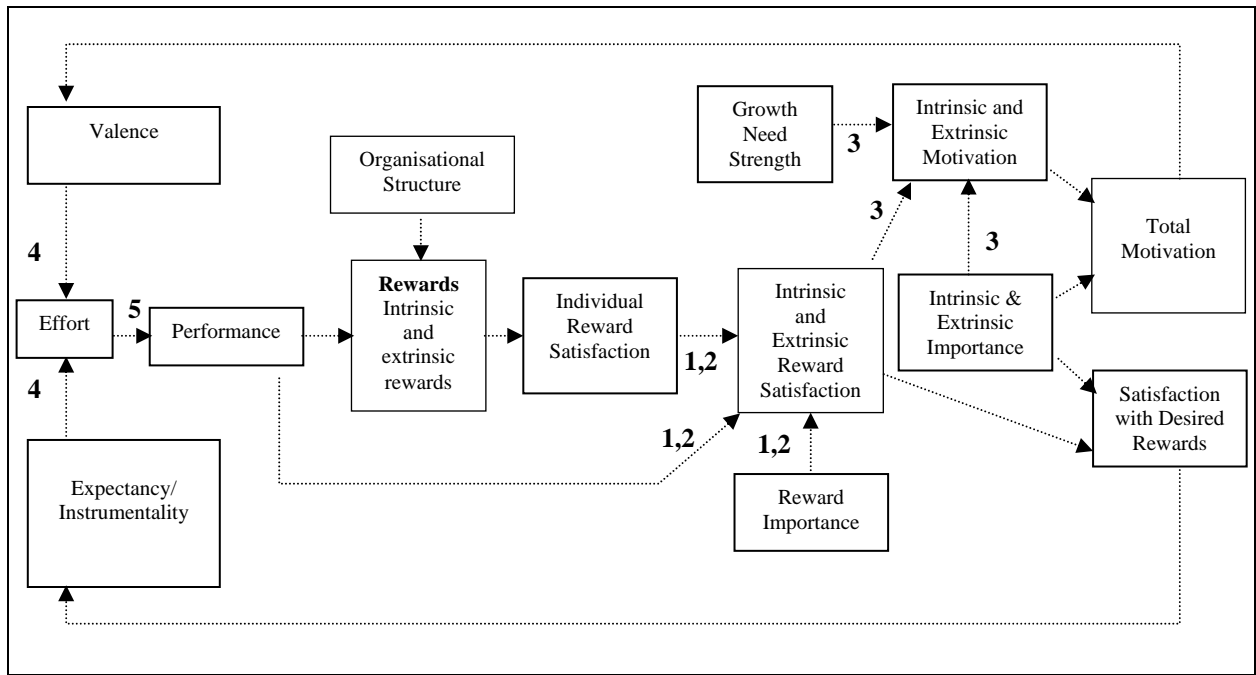 Valence
Organisational
Structure
Growth
Need
Strength
3
Intrinsic and
Extrinsic
Motivation
Total
Motivation
4
3
3
Effort
5
Performance
Rewards
Intrinsic
and
extrinsic
rewards
Individual
Reward
Satisfaction
1,2
Intrinsic
and
Extrinsic
Reward
Satisfaction
Intrinsic &
Extrinsic
Importance
4
1,2
1,2
Satisfaction
with Desired
Rewards
Expectancy/
Instrumentality
Reward
Importance